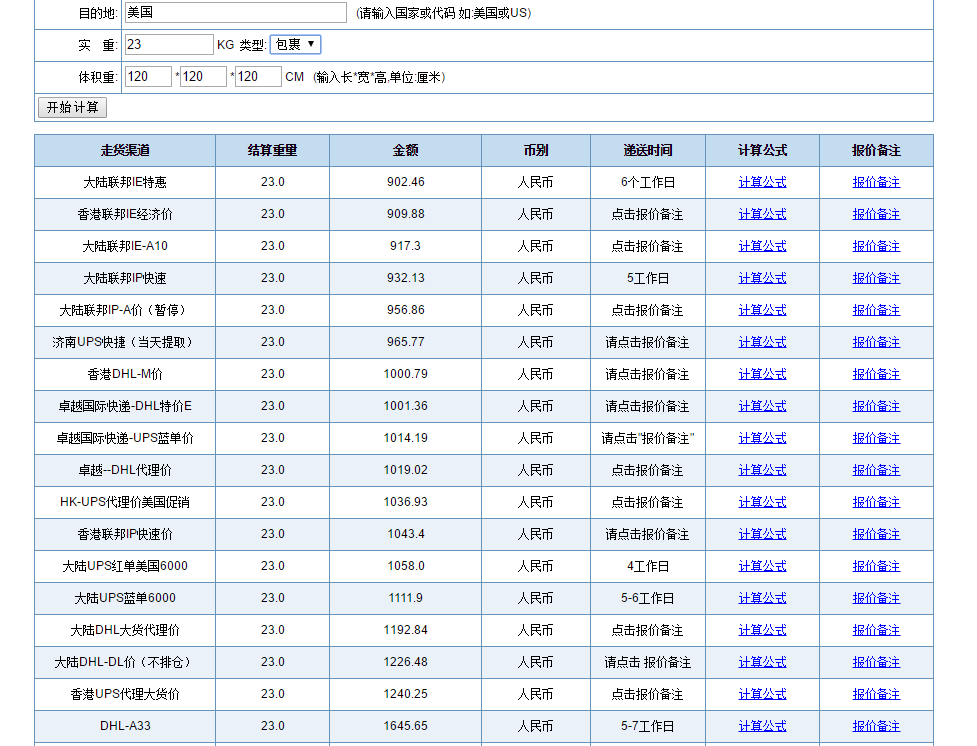 目的地: 美国 (请输入国家或代码 如:美国或US)
实 重: 23 KG 类型: 包裹
体积重: 120 * 120 * 120 CM (输入长*宽*高,单位:厘米)
开始计算
走货渠道 结算重量 金额 币别 递送时间 计算公式 报价备注
大陆联邦IE特惠 23.0 902.46 人民币 6个工作日 计算公式 报价备注
香港联邦IE经济价 23.0 909.88 人民币 点击报价备注 计算公式 报价备注
大陆联邦IE-A10 23.0 917.3 人民币 点击报价备注 计算公式 报价备注
大陆联邦IP快速 23.0 932.13 人民币 5工作日 计算公式 报价备注
大陆联邦IP-A价（暂停） 23.0 956.86 人民币 点击报价备注 计算公式 报价备注
济南UPS快捷（当天提取） 23.0 965.77 人民币 请点击报价备注 计算公式 报价备注
香港DHL-M价 23.0 1000.79 人民币 请点击报价备注 计算公式 报价备注
卓越国际快递-DHL特价E 23.0 1001.36 人民币 请点击报价备注 计算公式 报价备注
卓越国际快递-UPS蓝单价 23.0 1014.19 人民币 请点击"报价备注" 计算公式 报价备注
卓越--DHL代理价 23.0 1019.02 人民币 点击报价备注 计算公式 报价备注
HK-UPS代理价美国促销 23.0 1036.93 人民币 点击报价备注 计算公式 报价备注
香港联邦IP快速价 23.0 1043.4 人民币 请点击报价备注 计算公式 报价备注
大陆UPS红单美国6000 23.0 1058.0 人民币 4工作日 计算公式 报价备注
大陆UPS蓝单6000 23.0 1111.9 人民币 5-6工作日 计算公式 报价备注
大陆DHL大货代理价 23.0 1192.84 人民币 点击报价备注 计算公式 报价备注
大陆DHL-DL价（不排仓） 23.0 1226.48 人民币 请点击 报价备注 计算公式 报价备注
香港UPS代理大货价 23.0 1240.25 人民币 点击报价备注 计算公式 报价备注
DHL-A33 23.0 1645.65 人民币 5-7工作日 计算公式 报价备注